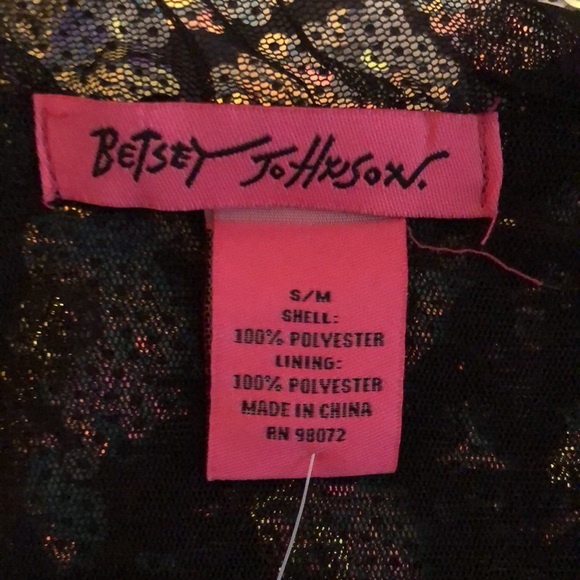 BETSEY JOHNSON.
S/M
SHELL:
100% POLYESTER
LINING:
100% POLYESTER
MADE IN CHINA
RN 98072